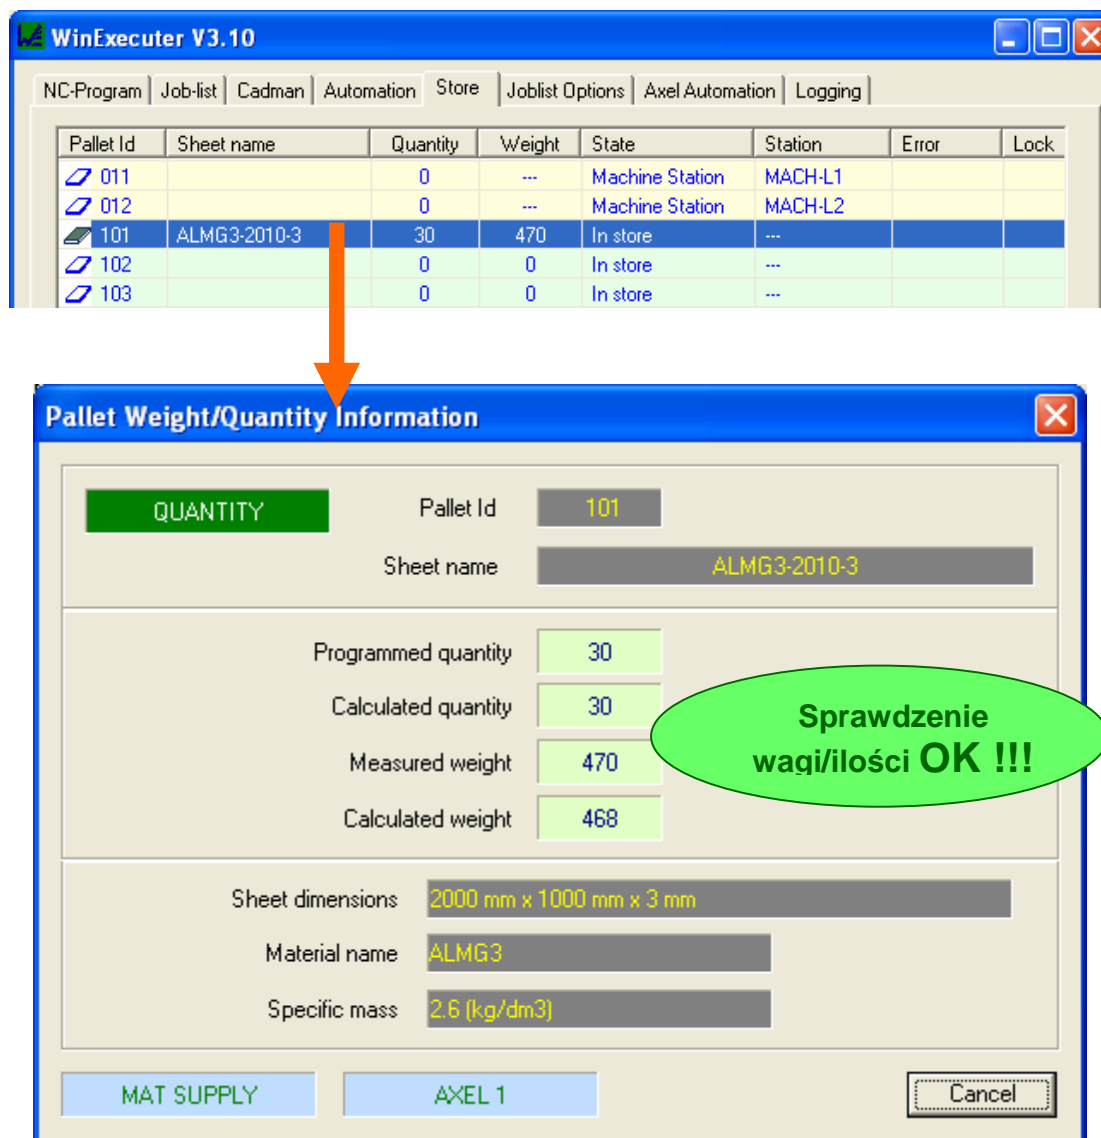 WinExecuter V3.10
NC-Program Job-list Cadman Automation Store Joblist Options Axel Automation Logging
Pallet Id Sheet name Quantity Weight State Station Error Lock
011 0 --- Machine Station MACH-L1
012 0 --- Machine Station MACH-L2
101 ALMG3-2010-3 30 470 In store ---
102 0 0 In store ---
103 0 0 In store ---
Pallet Weight/Quantity Information
QUANTITY Pallet Id 101
Sheet name ALMG3-2010-3
Programmed quantity 30
Calculated quantity 30
Sprawdzenie
wagi/ilości OK !!!
Measured weight 470
Calculated weight 468
Sheet dimensions 2000 mm x 1000 mm x 3 mm
Material name ALMG3
Specific mass 2.6 (kg/dm3)
MAT SUPPLY AXEL 1 Cancel